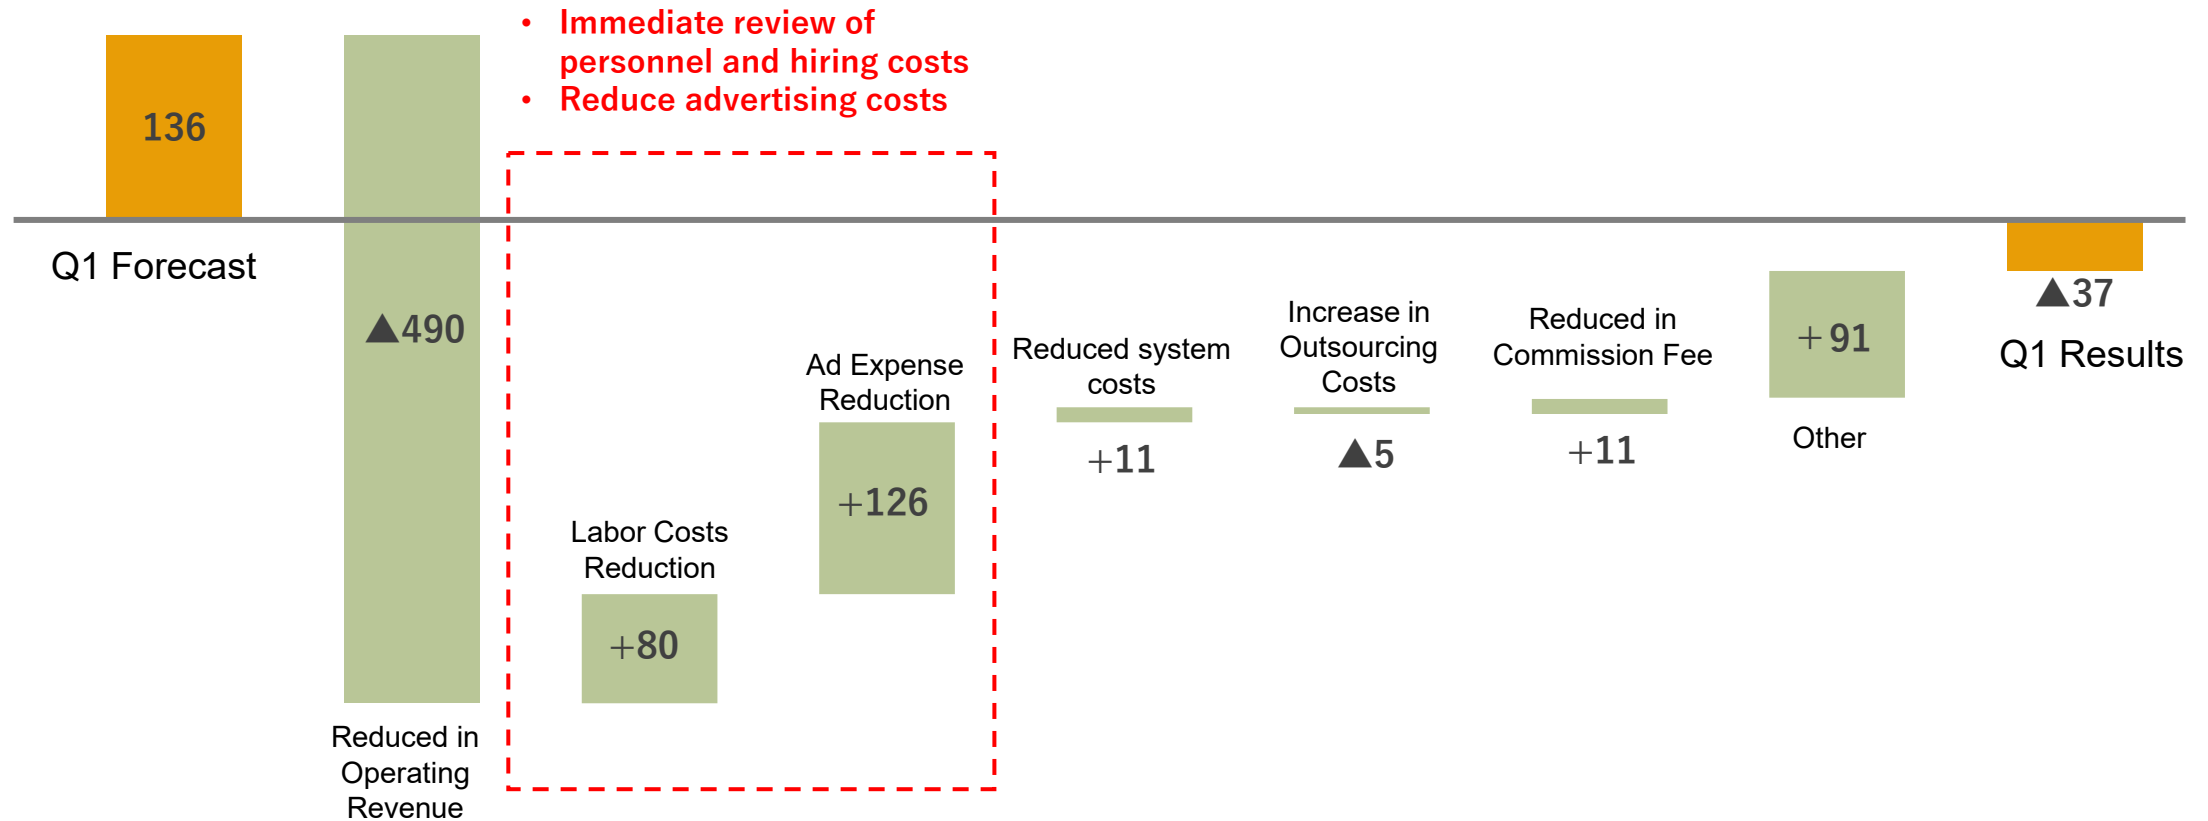 • Immediate review of
personnel and hiring costs
• Reduce advertising costs
136
Q1 Forecast
▲490
Reduced in
Operating
Revenue
Labor Costs
Reduction
+80
Ad Expense
Reduction
+126
Reduced system
costs
+11
Increase in
Outsourcing
Costs
▲5
Reduced in
Commission Fee
+11
+91
Other
▲37
Q1 Results